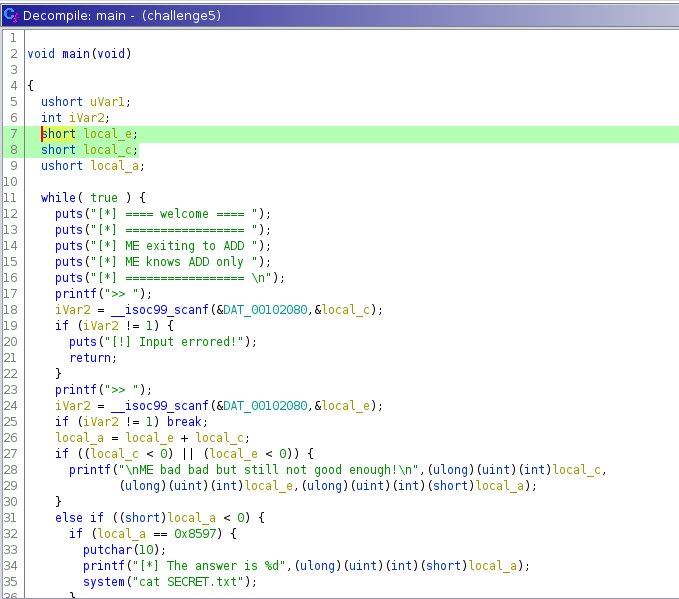 Decompile: main - (challenge5)
1
2 void main(void)
3
4 {
5 ushort uVar1;
6 int iVar2;
7 short local_e;
8 short local_c;
9 ushort local_a;
10
11 while( true ) {
12 puts("[*] ==== welcome ==== ");
13 puts("[*] ================= ");
14 puts("[*] ME exiting to ADD ");
15 puts("[*] ME knows ADD only ");
16 puts("[*] ================= \n");
17 printf(">> ");
18 iVar2 = __isoc99_scanf(&DAT_00102080,&local_c);
19 if (iVar2 != 1) {
20 puts("[!] Input errored!");
21 return;
22 }
23 printf(">> ");
24 iVar2 = __isoc99_scanf(&DAT_00102080,&local_e);
25 if (iVar2 != 1) break;
26 local_a = local_e + local_c;
27 if ((local_c < 0) || (local_e < 0)) {
28 printf("\nME bad bad but still not good enough!\n",(ulong)(uint)(int)local_c,
29 (ulong)(uint)(int)local_e,(ulong)(uint)(int)(short)local_a);
30 }
31 else if ((short)local_a < 0) {
32 if (local_a == 0x8597) {
33 putchar(10);
34 printf("[*] The answer is %d",(ulong)(uint)(int)(short)local_a);
35 system("cat SECRET.txt");
36 }